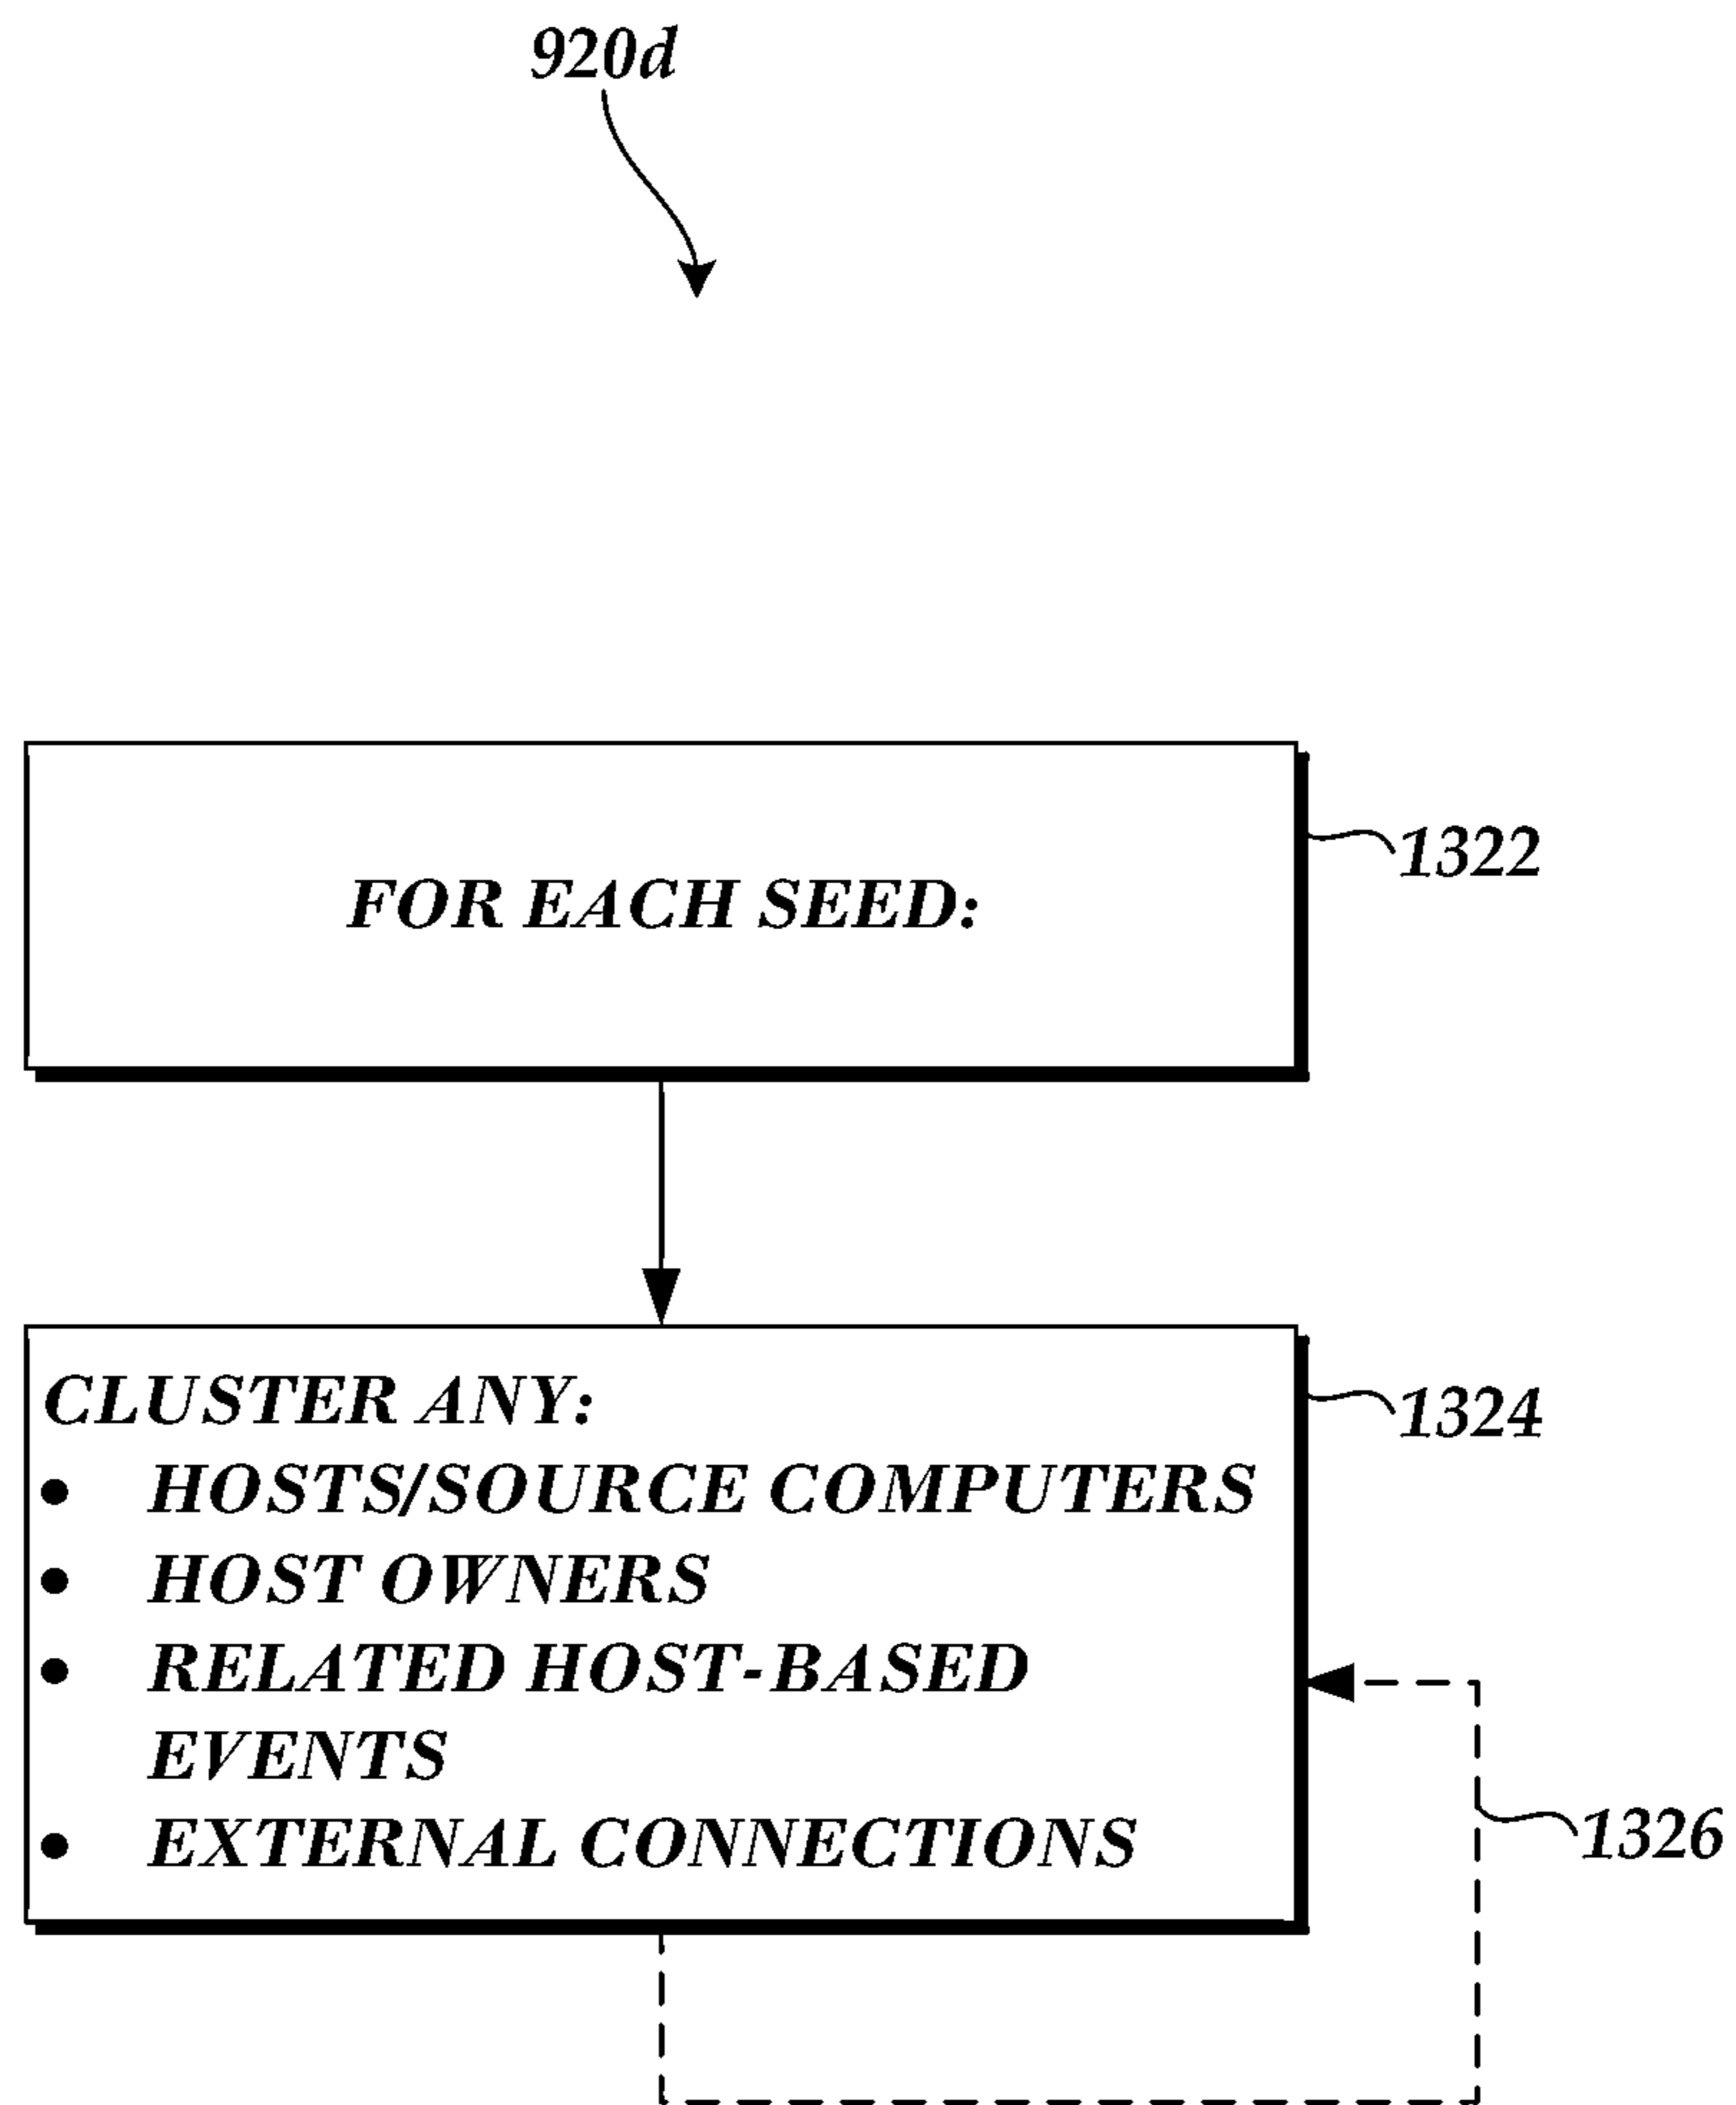 920d
FOR EACH SEED:
1322
CLUSTER ANY:
1324
• HOSTS/SOURCE COMPUTERS
• HOST OWNERS
• RELATED HOST-BASED
EVENTS
• EXTERNAL CONNECTIONS
1326